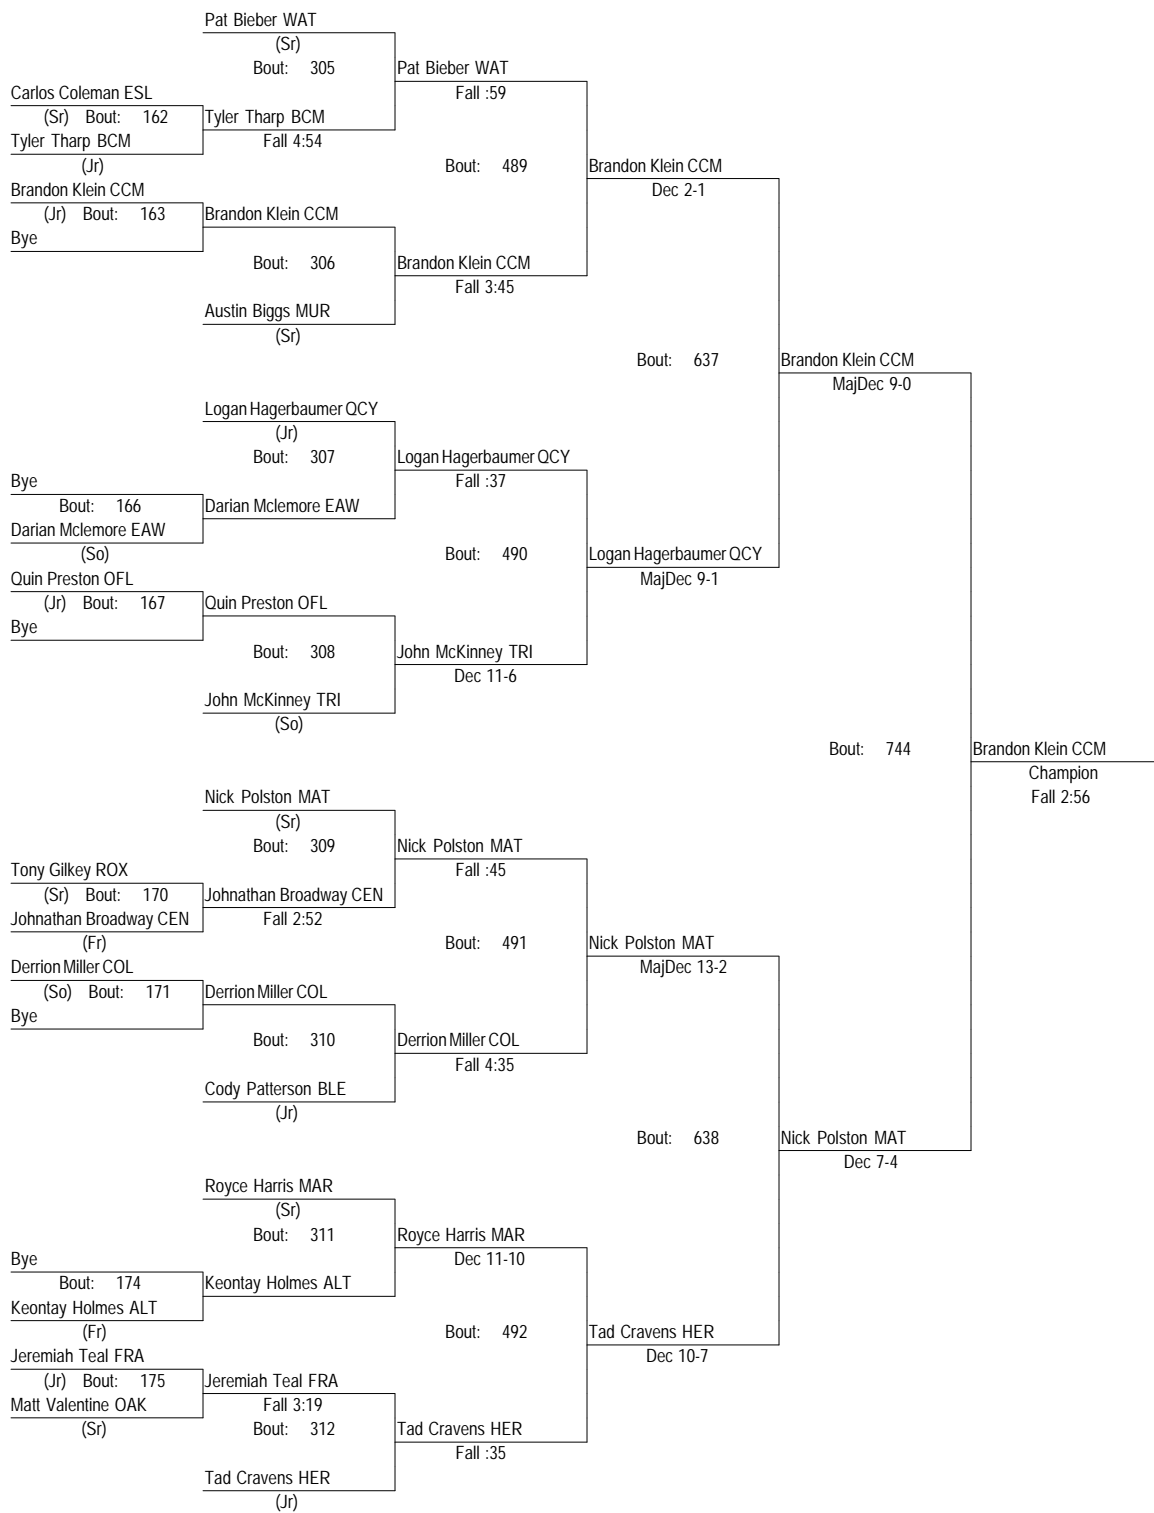 Pat Bieber WAT
(Sr)
Bout: 305
Pat Bieber WAT
Fall :59
Carlos Coleman ESL
(Sr) Bout: 162
Tyler Tharp BCM
Tyler Tharp BCM
Fall 4:54
(Jr)
Bout: 489
Brandon Klein CCM
Dec 2-1
Brandon Klein CCM
(Jr) Bout: 163
Brandon Klein CCM
Bye
Bout: 306
Brandon Klein CCM
Fall 3:45
Austin Biggs MUR
(Sr)
Bout: 637
Brandon Klein CCM
MajDec 9-0
Logan Hagerbaumer QCY
(Jr)
Bout: 307
Logan Hagerbaumer QCY
Fall :37
Bye
Bout: 166
Darian Mclemore EAW
Darian Mclemore EAW
(So)
Bout: 490
Logan Hagerbaumer QCY
MajDec 9-1
Quin Preston OFL
(Jr) Bout: 167
Quin Preston OFL
Bye
Bout: 308
John McKinney TRI
Dec 11-6
John McKinney TRI
(So)
Bout: 744
Brandon Klein CCM
Champion
Fall 2:56
Nick Polston MAT
(Sr)
Bout: 309
Nick Polston MAT
Fall :45
Tony Gilkey ROX
(Sr) Bout: 170
Johnathan Broadway CEN
Johnathan Broadway CEN
Fall 2:52
(Fr)
Bout: 491
Nick Polston MAT
MajDec 13-2
Derrion Miller COL
(So) Bout: 171
Derrion Miller COL
Bye
Bout: 310
Derrion Miller COL
Fall 4:35
Cody Patterson BLE
(Jr)
Bout: 638
Nick Polston MAT
Dec 7-4
Royce Harris MAR
(Sr)
Bout: 311
Royce Harris MAR
Dec 11-10
Bye
Bout: 174
Keontay Holmes ALT
Keontay Holmes ALT
(Fr)
Bout: 492
Tad Cravens HER
Dec 10-7
Jeremiah Teal FRA
(Jr) Bout: 175
Jeremiah Teal FRA
Matt Valentine OAK
Fall 3:19
(Sr)
Bout: 312
Tad Cravens HER
Fall :35
Tad Cravens HER
(Jr)